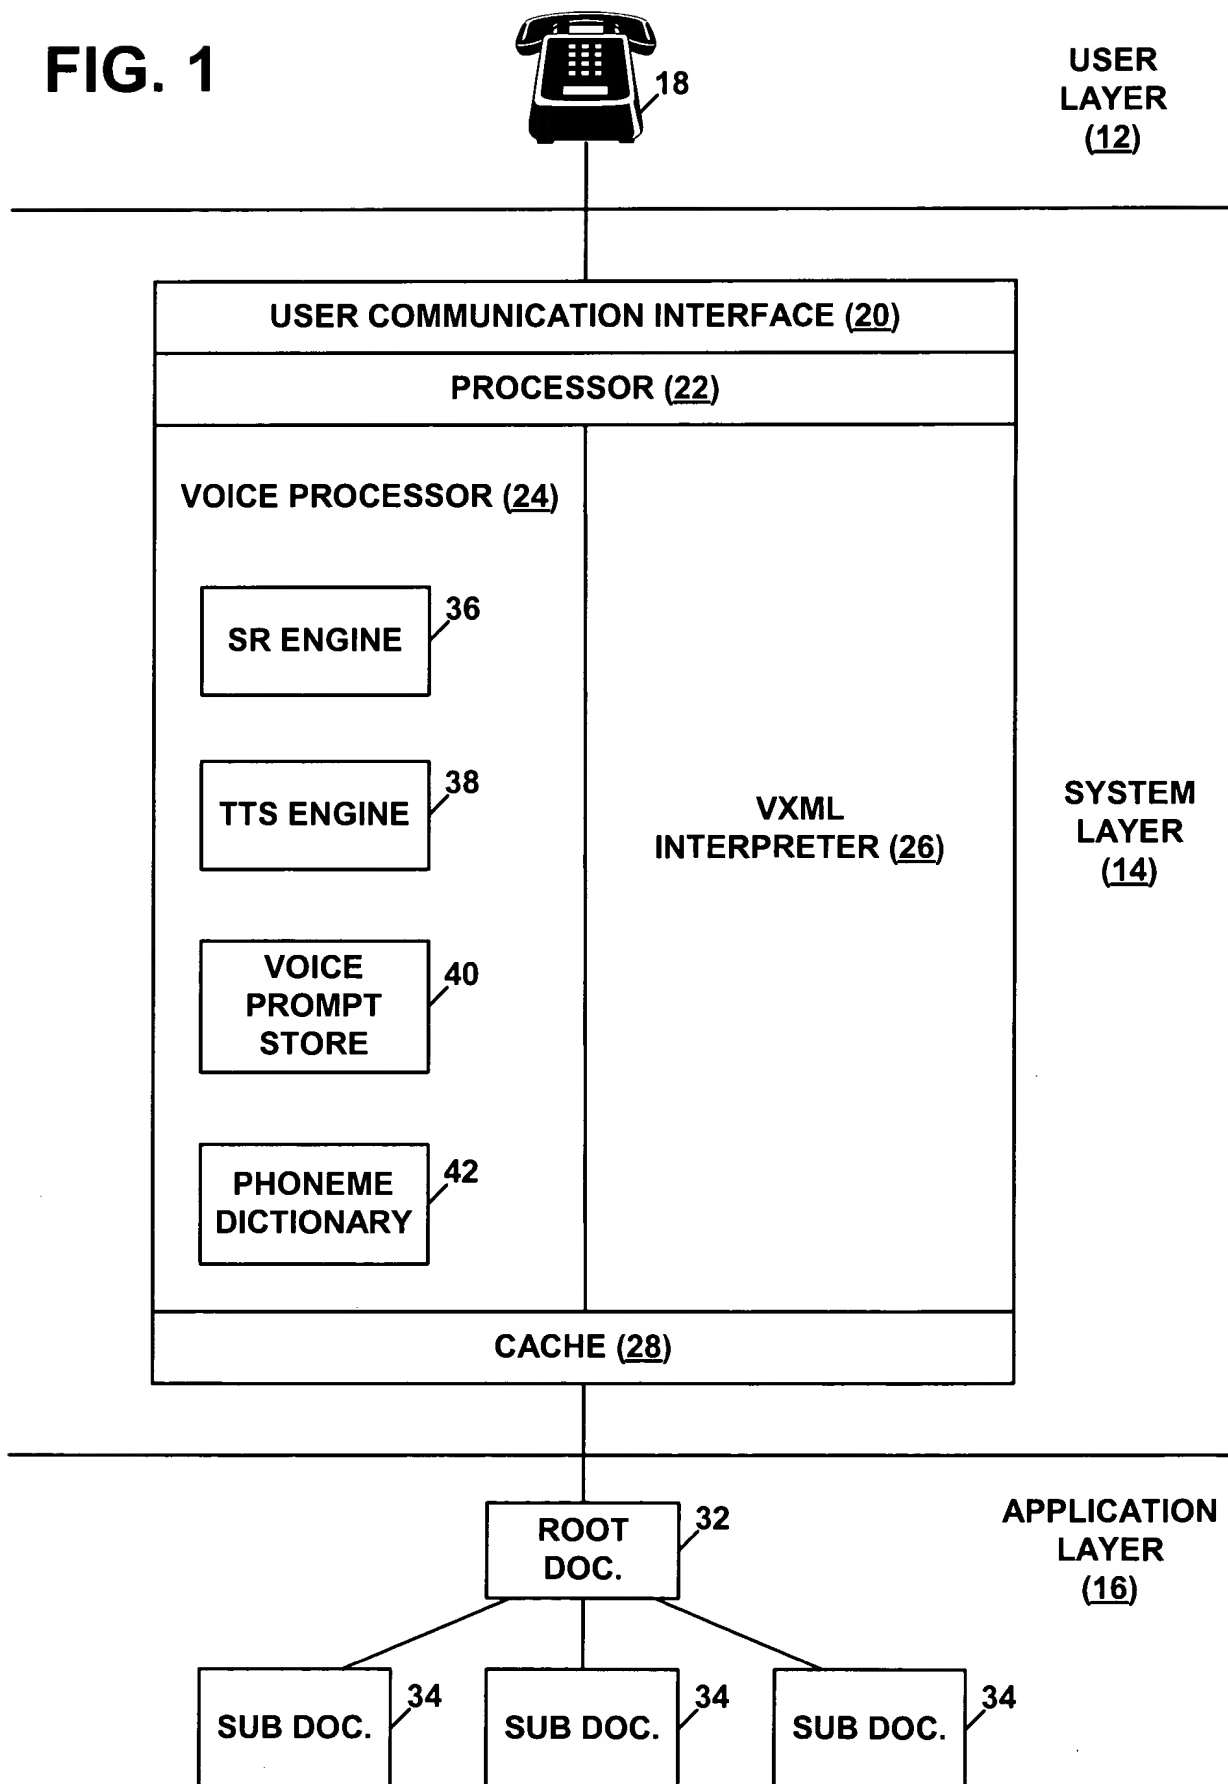 FIG. 1
18
USER
LAYER
(12)
USER COMMUNICATION INTERFACE (20)
PROCESSOR (22)
VOICE PROCESSOR (24)
SR ENGINE
36
TTS ENGINE
38
VOICE
PROMPT
STORE
40
PHONEME
DICTIONARY
42
VXML
INTERPRETER (26)
SYSTEM
LAYER
(14)
CACHE (28)
ROOT
DOC.
32
APPLICATION
LAYER
(16)
SUB DOC.
34
SUB DOC.
34
SUB DOC.
34